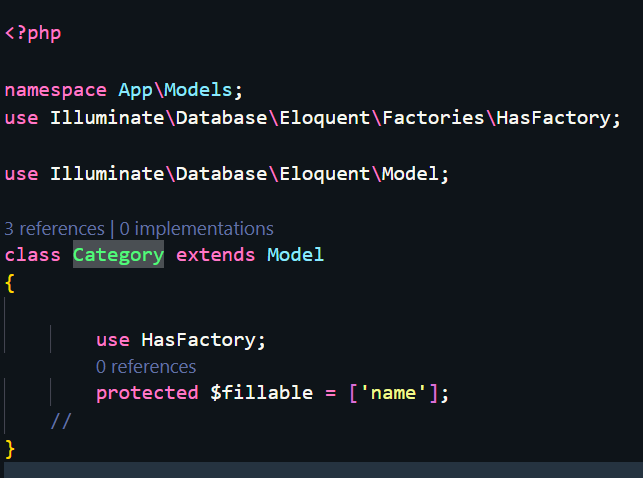 <?php
namespace App\Models;
use Illuminate\Database\Eloquent\Factories\HasFactory;
use Illuminate\Database\Eloquent\Model;
3 references | 0 implementations
class Category extends Model
{
use HasFactory;
0 references
protected $fillable = ['name'];
//
}